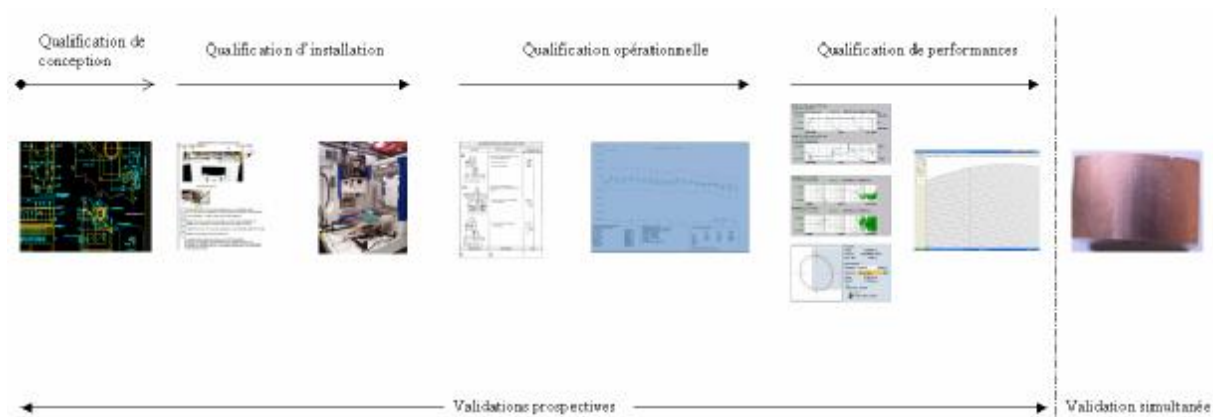 Qualification de
conception
Qualification d'installation
Qualification opérationnelle
Qualification de performances
Validations prospectives
Validation simultanée